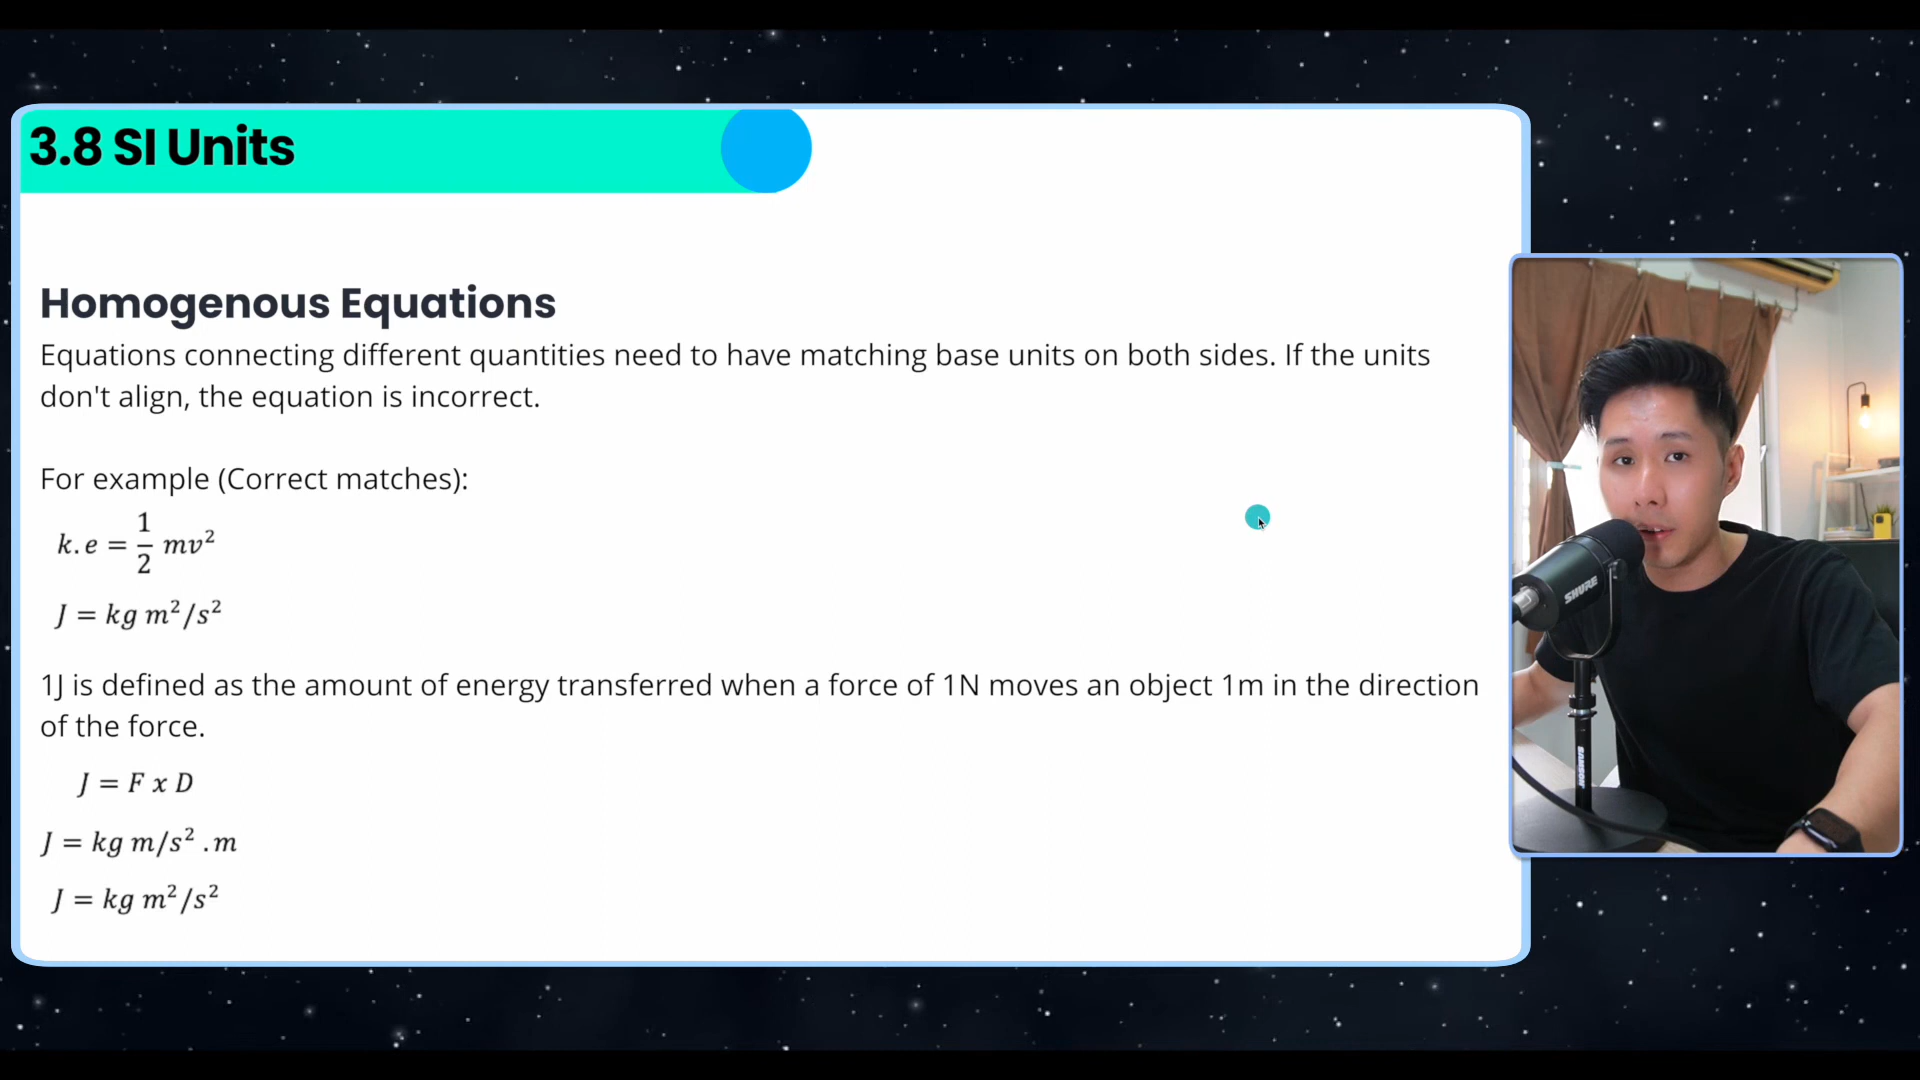 3.8 SI Units
Homogenous Equations
Equations connecting different quantities need to have matching base units on both sides. If the units
don't align, the equation is incorrect.
For example (Correct matches):
k.e = 1/2 mv²
J = kg m²/s²
1J is defined as the amount of energy transferred when a force of 1N moves an object 1m in the direction
of the force.
J = F x D
J = kg m/s² .m
J = kg m²/s²
SHURE
SAMSON